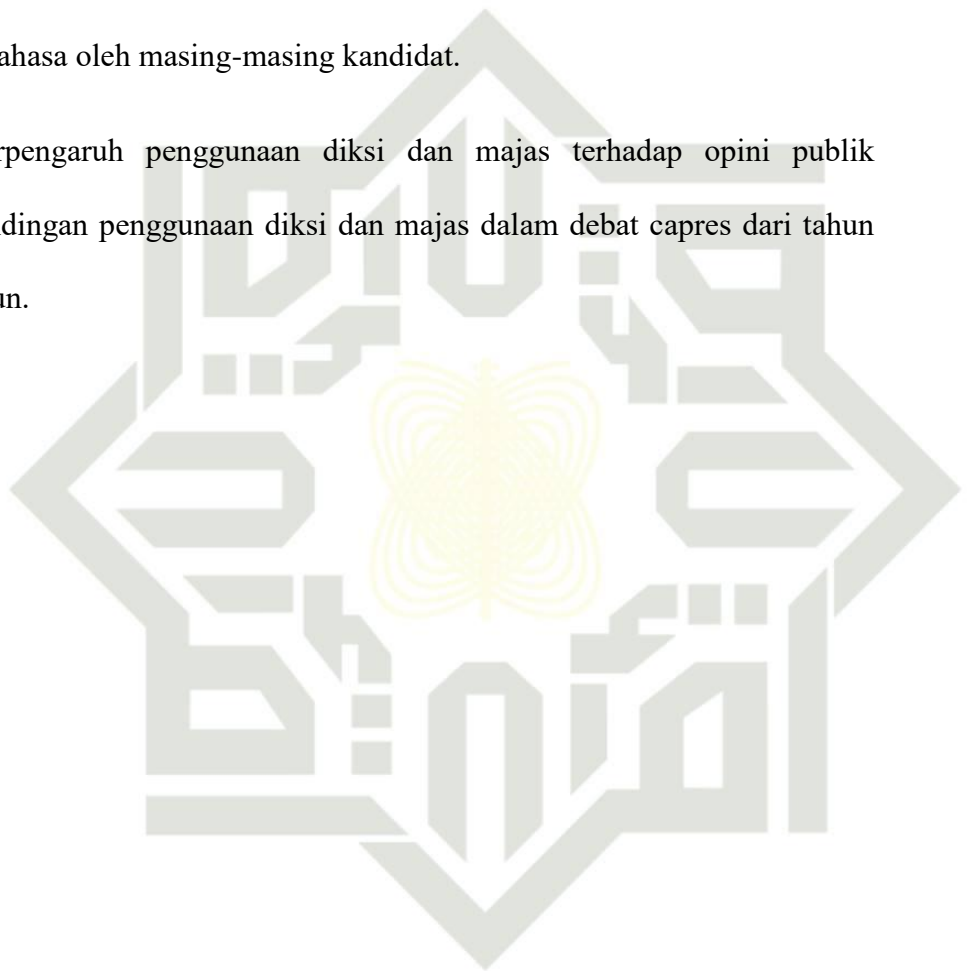 ahasa oleh masing-masing kandidat.
rpengaruh penggunaan diksi dan majas terhadap opini publik
dingan penggunaan diksi dan majas dalam debat capres dari tahun
un.